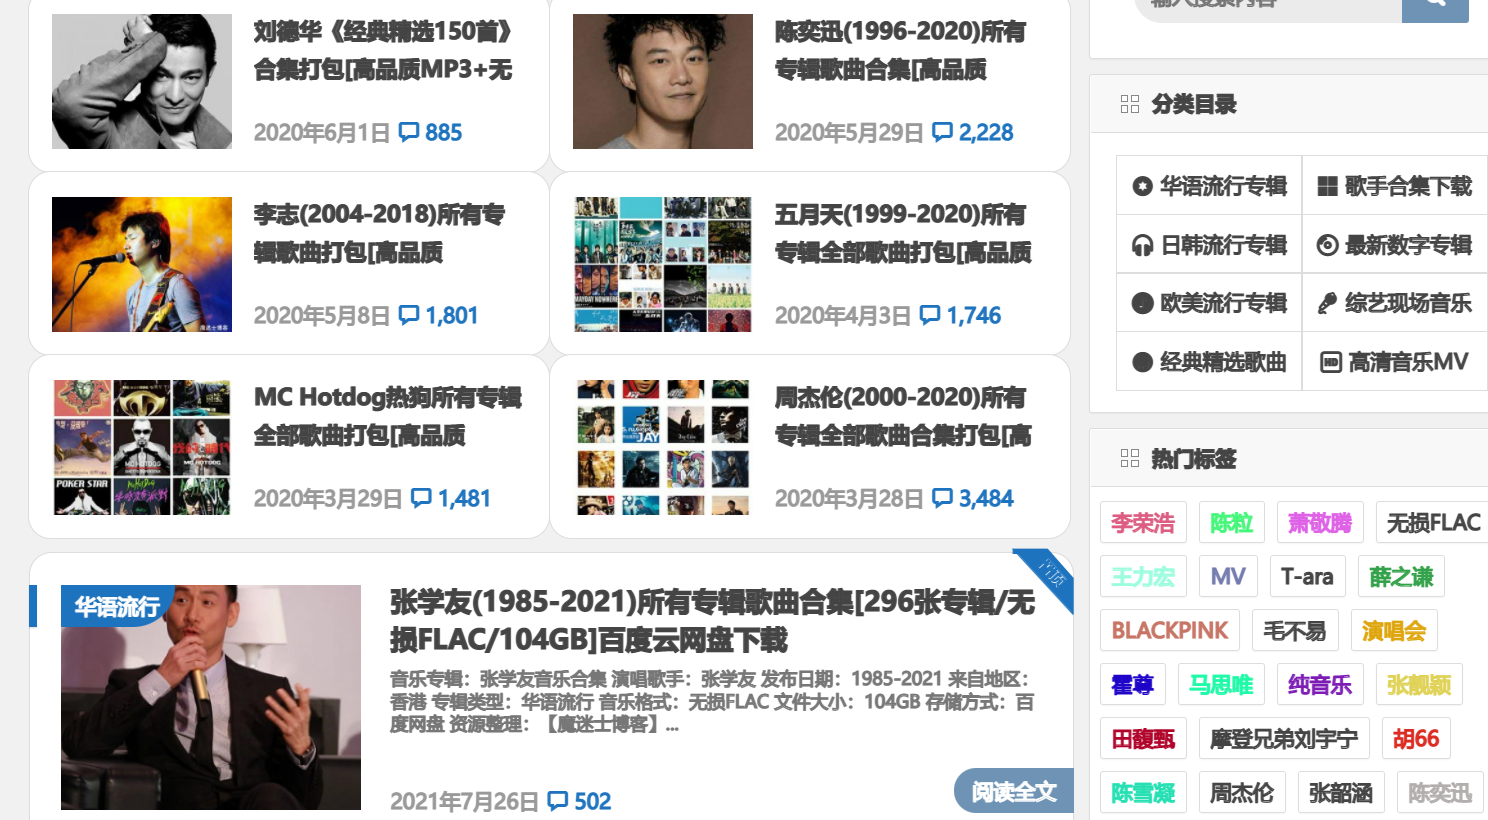 刘德华《经典精选150首》
合集打包[高品质MP3+无
2020年6月1日 885
陈奕迅(1996-2020)所有
专辑歌曲合集[高品质
2020年5月29日 2,228
李志(2004-2018)所有专
辑歌曲打包[高品质
2020年5月8日 1,801
五月天(1999-2020)所有
专辑全部歌曲打包[高品质
2020年4月3日 1,746
MC Hotdog热狗所有专辑
全部歌曲打包[高品质
2020年3月29日 1,481
周杰伦(2000-2020)所有
专辑全部歌曲合集打包[高
2020年3月28日 3,484
华语流行
置顶
张学友(1985-2021)所有专辑歌曲合集[296张专辑/无
损FLAC/104GB]百度云网盘下载
音乐专辑：张学友音乐合集 演唱歌手：张学友 发布日期：1985-2021 来自地区：
香港 专辑类型：华语流行 音乐格式：无损FLAC 文件大小：104GB 存储方式：百
度网盘 资源整理：【魔迷士博客】...
2021年7月26日 502
阅读全文
输入搜索内容
分类目录
华语流行专辑 歌手合集下载
日韩流行专辑 最新数字专辑
欧美流行专辑 综艺现场音乐
经典精选歌曲 高清音乐MV
热门标签
李荣浩 陈粒 萧敬腾 无损FLAC
王力宏 MV T-ara 薛之谦
BLACKPINK 毛不易 演唱会
霍尊 马思唯 纯音乐 张靓颖
田馥甄 摩登兄弟刘宇宁 胡66
陈雪凝 周杰伦 张韶涵 陈奕迅